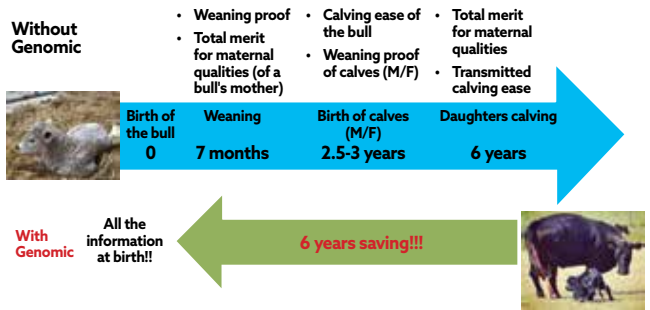 Without
Genomic
• Weaning proof
• Total merit
for maternal
qualities (of a
bull's mother)
• Calving ease of
the bull
• Weaning proof
of calves (M/F)
• Total merit
for maternal
qualities
• Transmitted
calving ease
Birth of
the bull
0
Weaning
7 months
Birth of calves
(M/F)
2.5-3 years
Daughters calving
6 years
With
Genomic
All the
information
at birth!!
6 years saving!!!